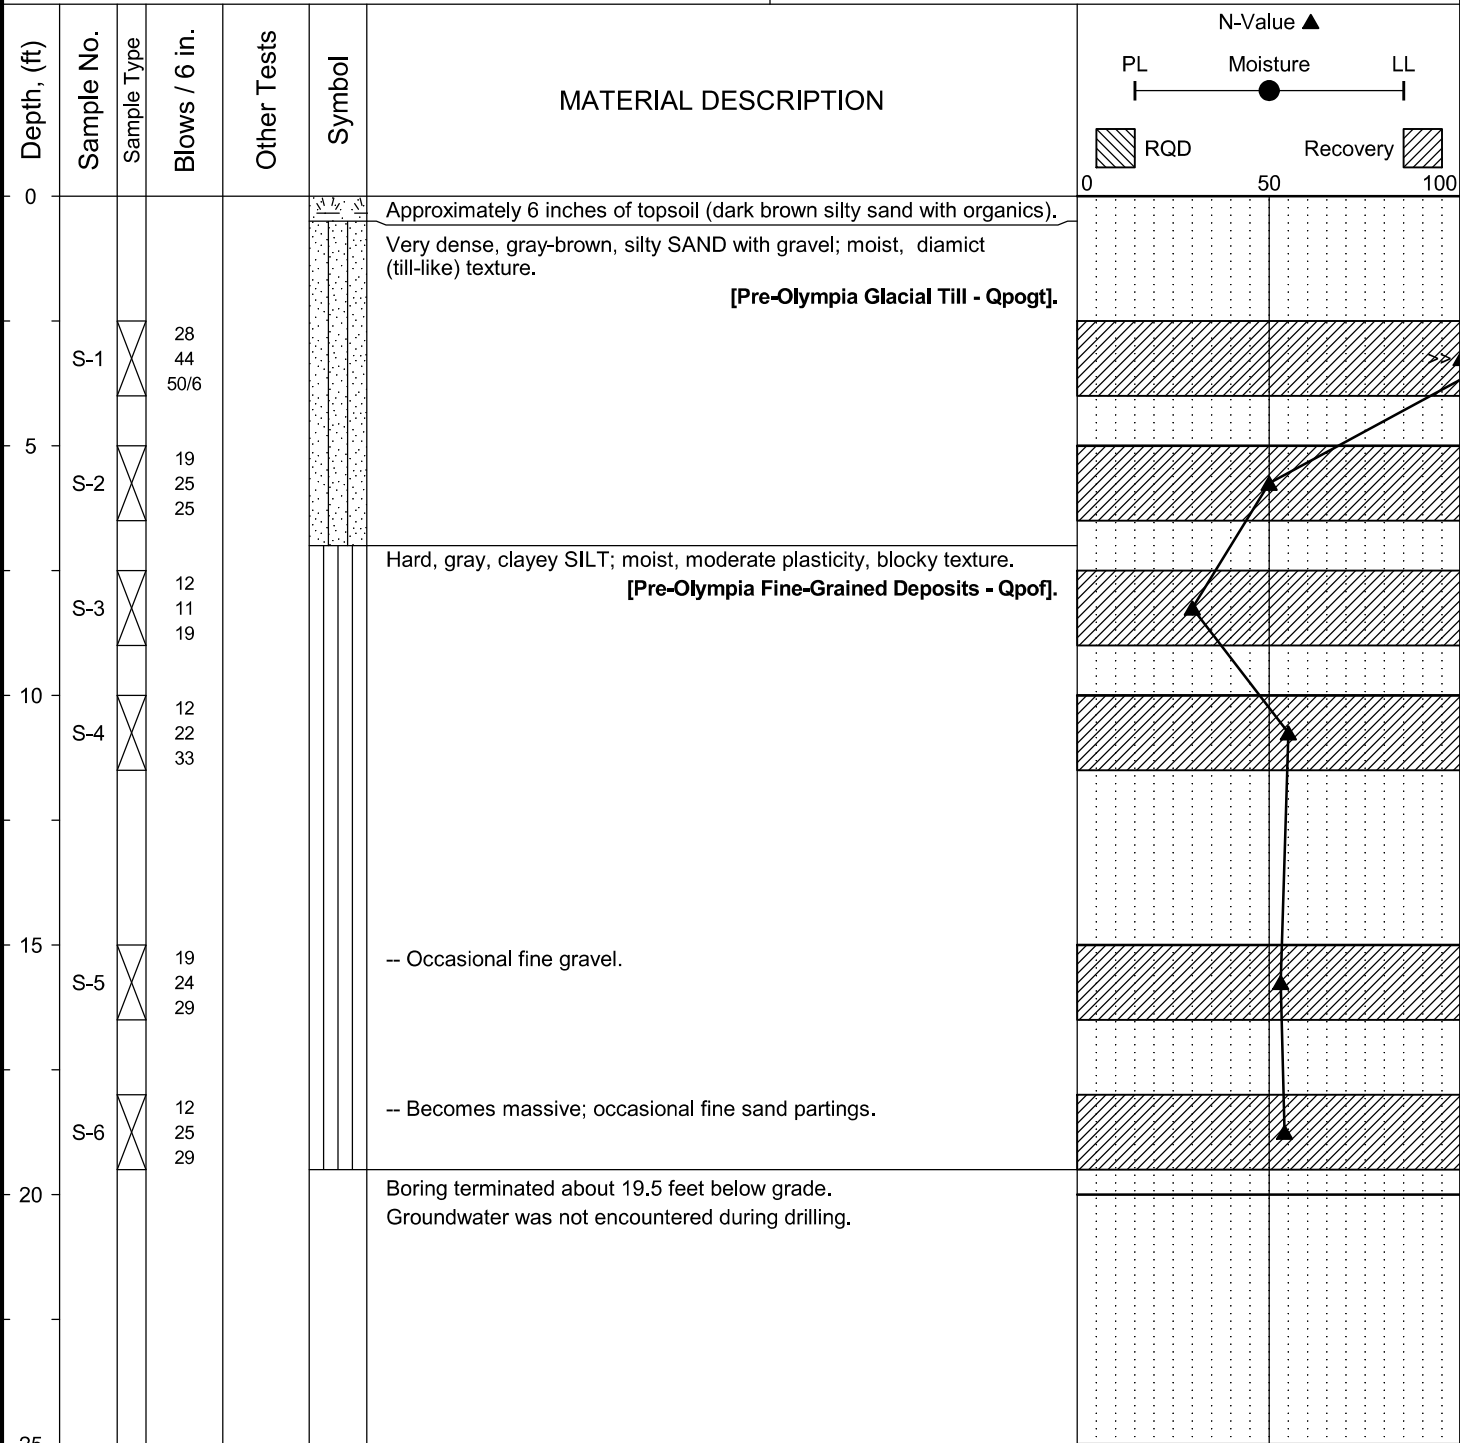 Depth, (ft)
Sample No.
Sample Type
Blows / 6 in.
Other Tests
Symbol
MATERIAL DESCRIPTION
N-Value ▲
PL Moisture LL
RQD Recovery
0 50 100
0
Approximately 6 inches of topsoil (dark brown silty sand with organics).
Very dense, gray-brown, silty SAND with gravel; moist, diamict
(till-like) texture.
[Pre-Olympia Glacial Till - Qpogt].
28
S-1 44 >>
50/6
5
19
S-2 25
25
Hard, gray, clayey SILT; moist, moderate plasticity, blocky texture.
[Pre-Olympia Fine-Grained Deposits - Qpof].
12
S-3 11
19
10
12
S-4 22
33
15
19 -- Occasional fine gravel.
S-5 24
29
12 -- Becomes massive; occasional fine sand partings.
S-6 25
29
20
Boring terminated about 19.5 feet below grade.
Groundwater was not encountered during drilling.